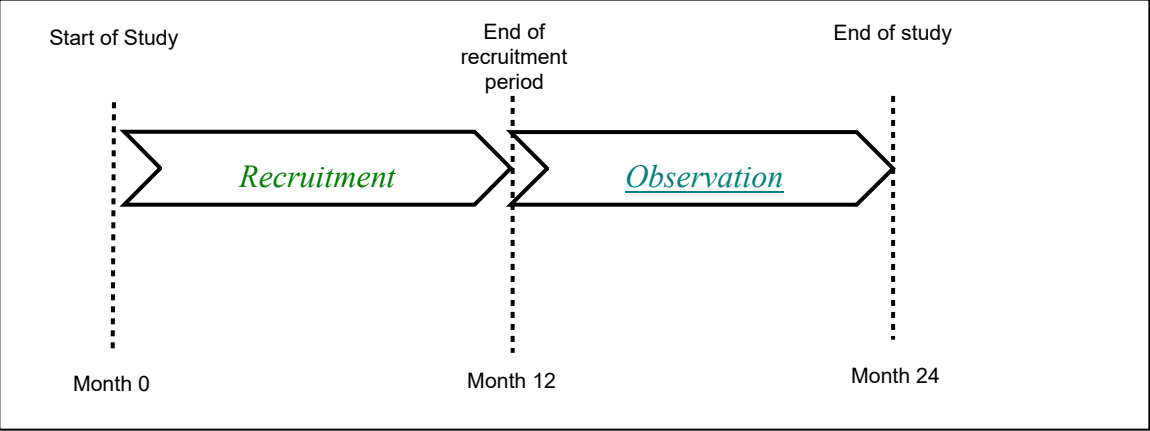 Start of Study
End of
recruitment
period
End of study
Recruitment
Observation
Month 0
Month 12
Month 24